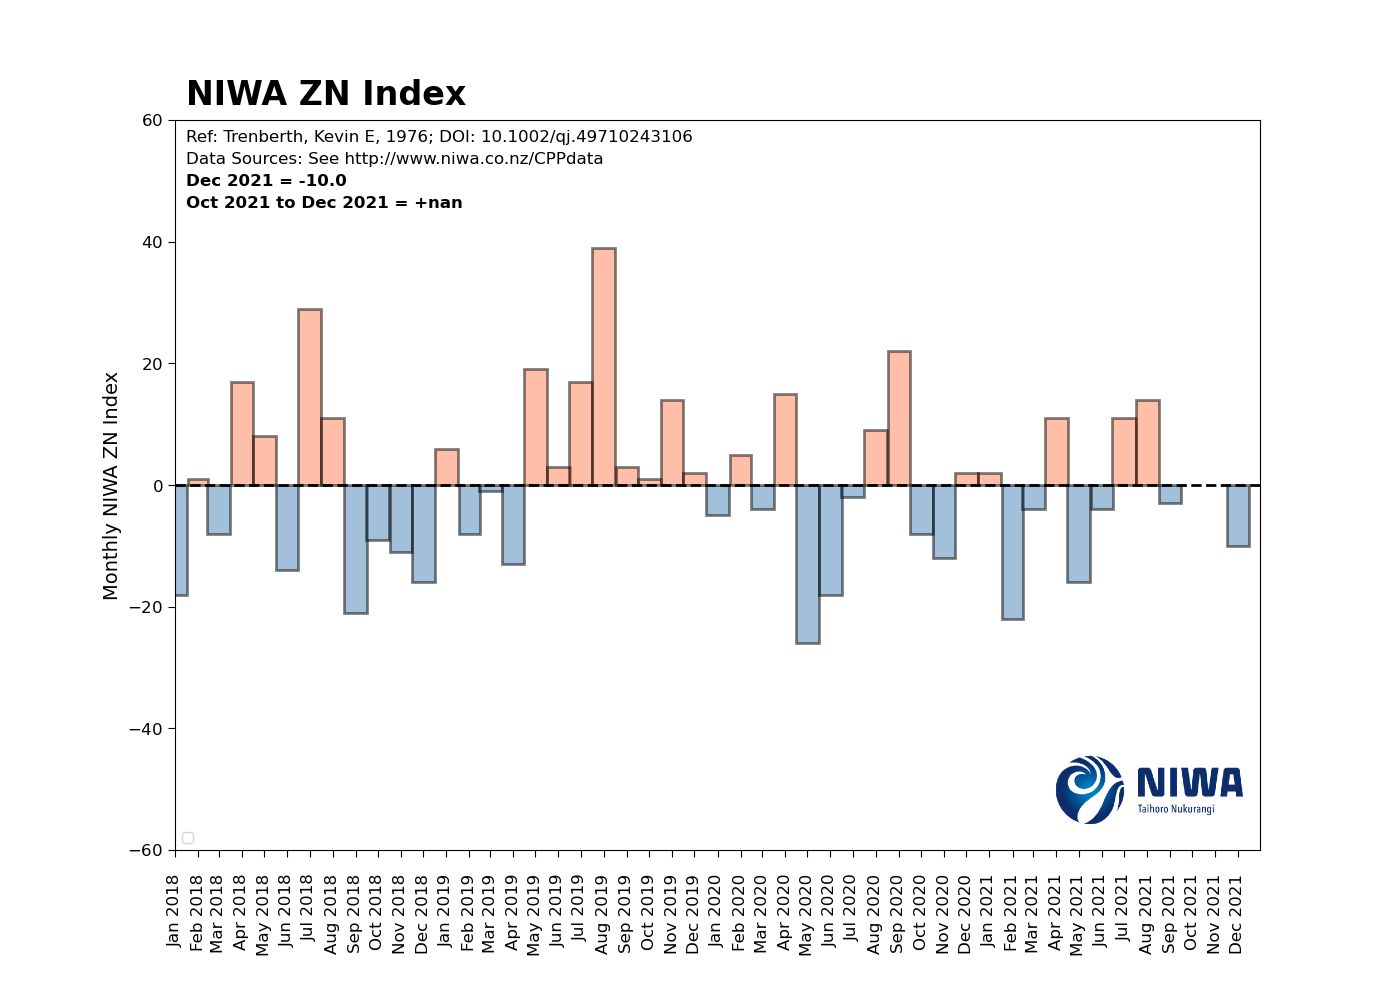 NIWA ZN Index
Ref: Trenberth, Kevin E, 1976; DOI: 10.1002/qj.49710243106
Data Sources: See http://www.niwa.co.nz/CPPdata
Dec 2021 = -10.0
Oct 2021 to Dec 2021 = +nan
Monthly NIWA ZN Index
60
40
20
0
−20
−40
−60
NIWA
Taihoro Nukurangi
Jan 2018
Feb 2018
Mar 2018
Apr 2018
May 2018
Jun 2018
Jul 2018
Aug 2018
Sep 2018
Oct 2018
Nov 2018
Dec 2018
Jan 2019
Feb 2019
Mar 2019
Apr 2019
May 2019
Jun 2019
Jul 2019
Aug 2019
Sep 2019
Oct 2019
Nov 2019
Dec 2019
Jan 2020
Feb 2020
Mar 2020
Apr 2020
May 2020
Jun 2020
Jul 2020
Aug 2020
Sep 2020
Oct 2020
Nov 2020
Dec 2020
Jan 2021
Feb 2021
Mar 2021
Apr 2021
May 2021
Jun 2021
Jul 2021
Aug 2021
Sep 2021
Oct 2021
Nov 2021
Dec 2021